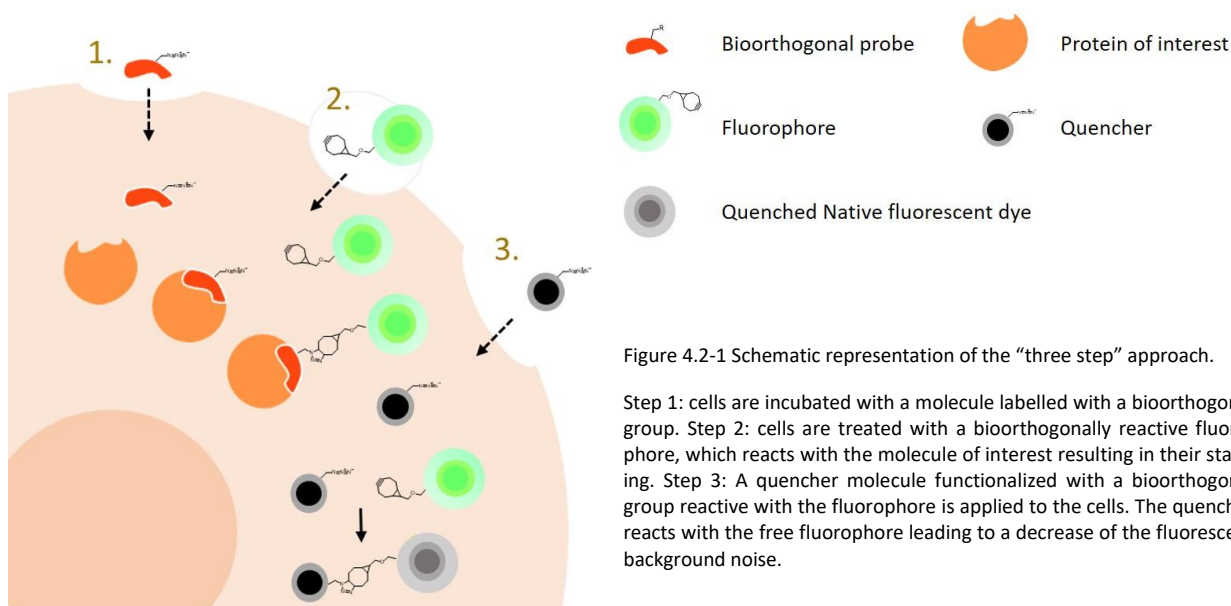 1.
2.
3.
Bioorthogonal probe
Protein of interest
Fluorophore
Quencher
Quenched Native fluorescent dye
Figure 4.2-1 Schematic representation of the “three step” approach.
Step 1: cells are incubated with a molecule labelled with a bioorthogon
group. Step 2: cells are treated with a bioorthogonally reactive fluor
phore, which reacts with the molecule of interest resulting in their sta
ing. Step 3: A quencher molecule functionalized with a bioorthogon
group reactive with the fluorophore is applied to the cells. The quench
reacts with the free fluorophore leading to a decrease of the fluoresce
background noise.